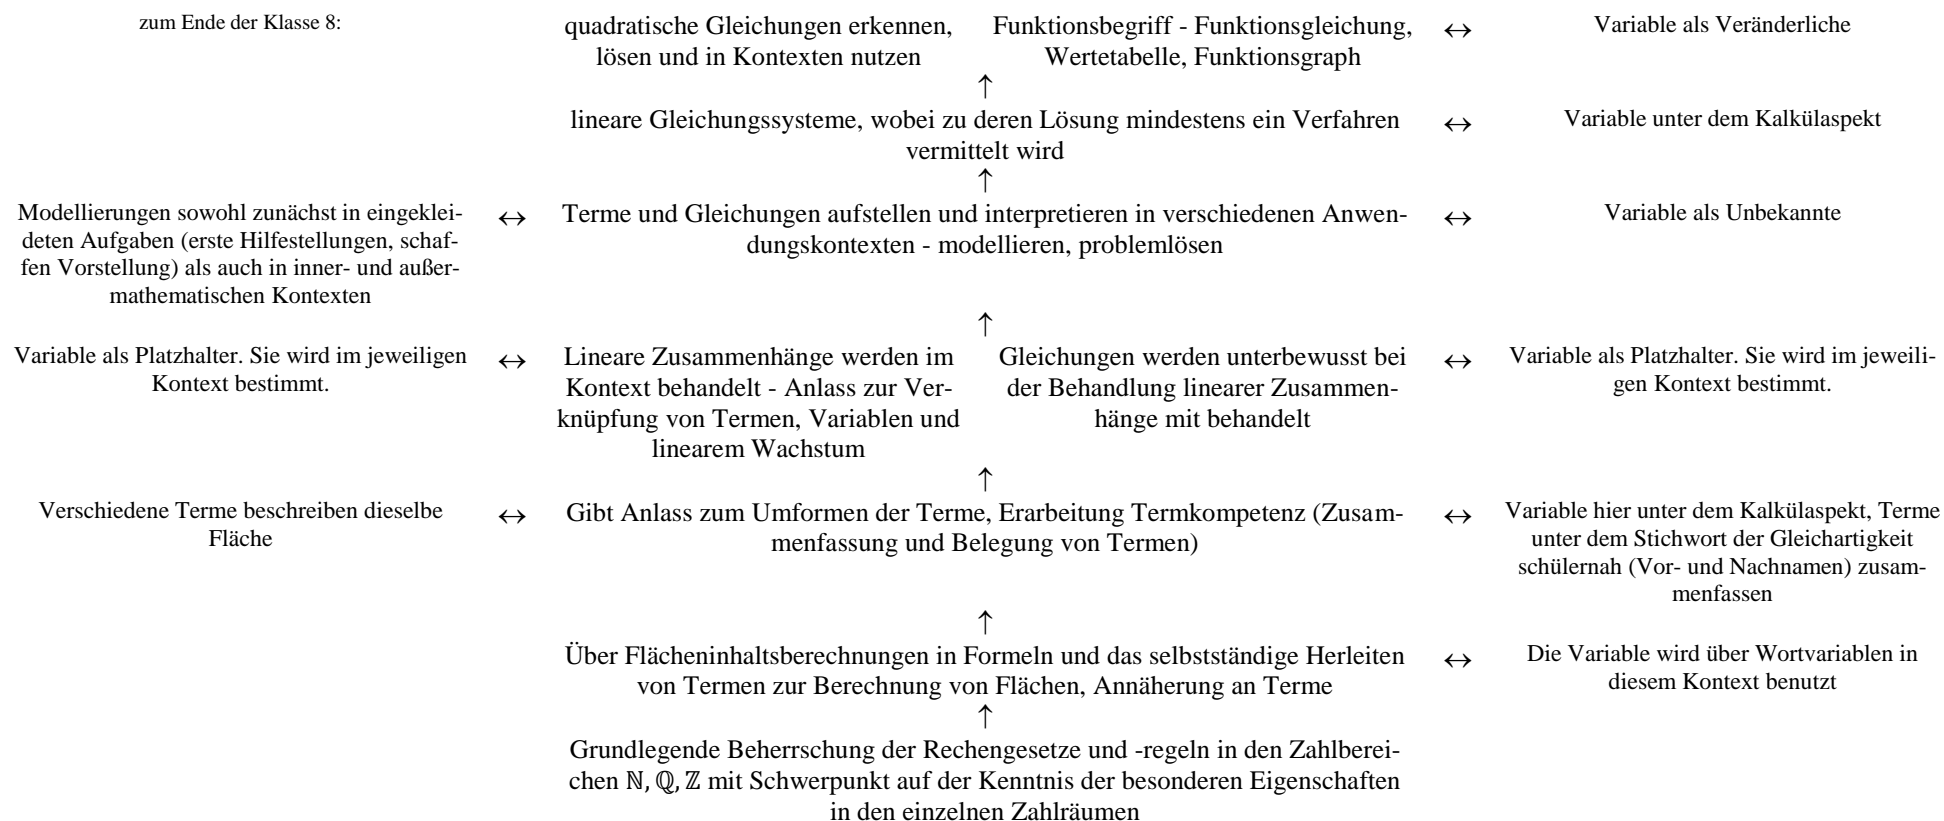 zum Ende der Klasse 8:
quadratische Gleichungen erkennen,
lösen und in Kontexten nutzen
Funktionsbegriff - Funktionsgleichung,
Wertetabelle, Funktionsgraph
↔
Variable als Veränderliche
↑
lineare Gleichungssysteme, wobei zu deren Lösung mindestens ein Verfahren
vermittelt wird
↔
Variable unter dem Kalkülaspekt
↑
Modellierungen sowohl zunächst in eingeklei-
deten Aufgaben (erste Hilfestellungen, schaf-
fen Vorstellung) als auch in inner- und außer-
mathematischen Kontexten
↔
Terme und Gleichungen aufstellen und interpretieren in verschiedenen Anwen-
dungskontexten - modellieren, problemlösen
↔
Variable als Unbekannte
↑
Variable als Platzhalter. Sie wird im jeweiligen
Kontext bestimmt.
↔
Lineare Zusammenhänge werden im
Kontext behandelt - Anlass zur Ver-
knüpfung von Termen, Variablen und
linearem Wachstum
Gleichungen werden unterbewusst bei
der Behandlung linearer Zusammen-
hänge mit behandelt
↔
Variable als Platzhalter. Sie wird im jeweili-
gen Kontext bestimmt.
↑
Verschiedene Terme beschreiben dieselbe
Fläche
↔
Gibt Anlass zum Umformen der Terme, Erarbeitung Termkompetenz (Zusam-
menfassung und Belegung von Termen)
↔
Variable hier unter dem Kalkülaspekt, Terme
unter dem Stichwort der Gleichartigkeit
schülernah (Vor- und Nachnamen) zusam-
menfassen
↑
Über Flächeninhaltsberechnungen in Formeln und das selbstständige Herleiten
von Termen zur Berechnung von Flächen, Annäherung an Terme
↔
Die Variable wird über Wortvariablen in
diesem Kontext benutzt
↑
Grundlegende Beherrschung der Rechengesetze und -regeln in den Zahlberei-
chen ℕ, ℚ, ℤ mit Schwerpunkt auf der Kenntnis der besonderen Eigenschaften
in den einzelnen Zahlräumen